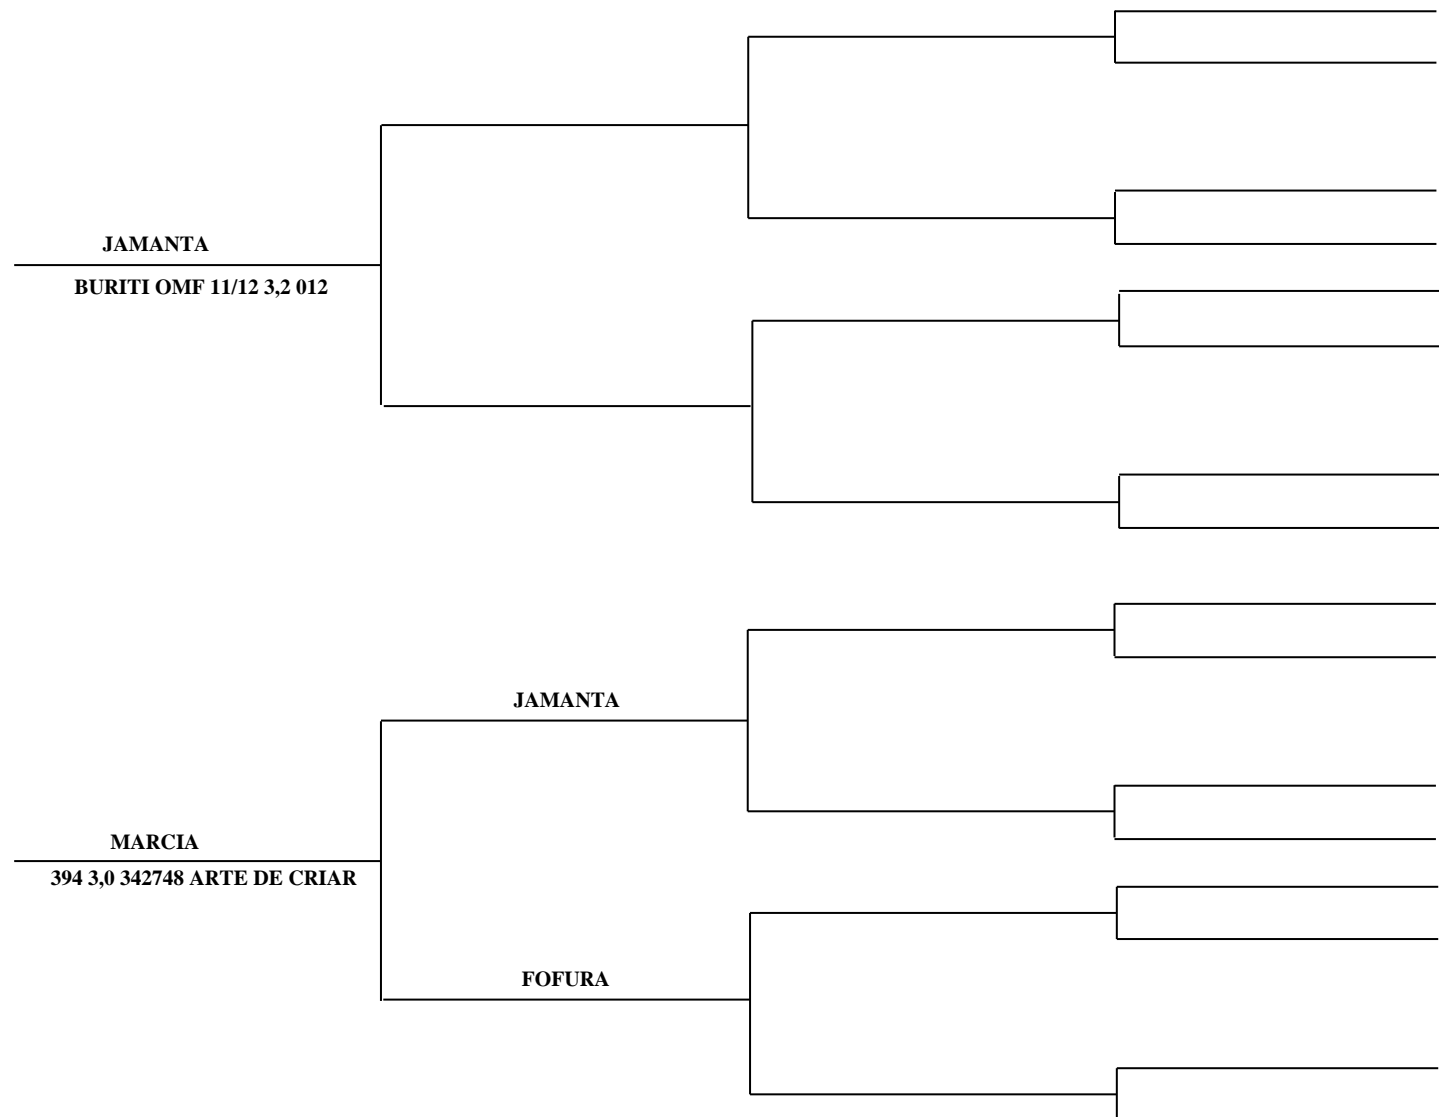 JAMANTA
BURITI OMF 11/12 3,2 012
JAMANTA
MARCIA
394 3,0 342748 ARTE DE CRIAR
FOFURA